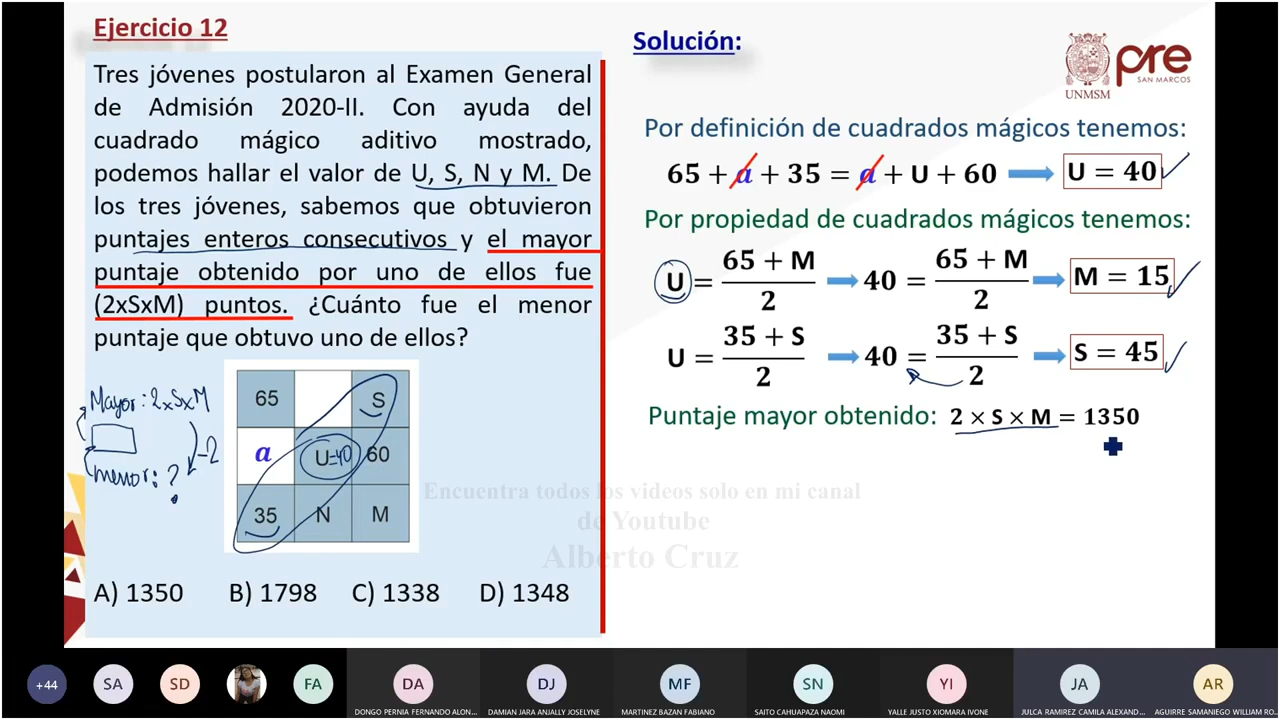 Ejercicio 12
Tres jóvenes postularon al Examen General
de Admisión 2020-II. Con ayuda del
cuadrado mágico aditivo mostrado,
podemos hallar el valor de U, S, N y M. De
los tres jóvenes, sabemos que obtuvieron
puntajes enteros consecutivos y el mayor
puntaje obtenido por uno de ellos fue
(2xSxM) puntos. ¿Cuánto fue el menor
puntaje que obtuvo uno de ellos?
Mayor: 2xSxM
-2
menor: ?
65 S
a U=40 60
35 N M
A) 1350 B) 1798 C) 1338 D) 1348
Solución:
UNMSM
pre
SAN MARCOS
Por definición de cuadrados mágicos tenemos:
65 + a + 35 = a + U + 60 U = 40
Por propiedad de cuadrados mágicos tenemos:
U = (65 + M)/2 40 = (65 + M)/2 M = 15
U = (35 + S)/2 40 = (35 + S)/2 S = 45
Puntaje mayor obtenido: 2 × S × M = 1350
Encuentra todos los videos solo en mi canal
de Youtube
Alberto Cruz
+44 SA SD FA DA DJ MF SN YI JA AR
DONGO PERNIA FERNANDO ALON... DAMIAN JARA ANJALLY JOSELYNE MARTINEZ BAZAN FABIANO SAITO CAHUAPAZA NAOMI YALLE JUSTO XIOMARA IVONE JULCA RAMIREZ CAMILA ALEXAND... AGUIRRE SAMANIEGO WILLIAM RO...